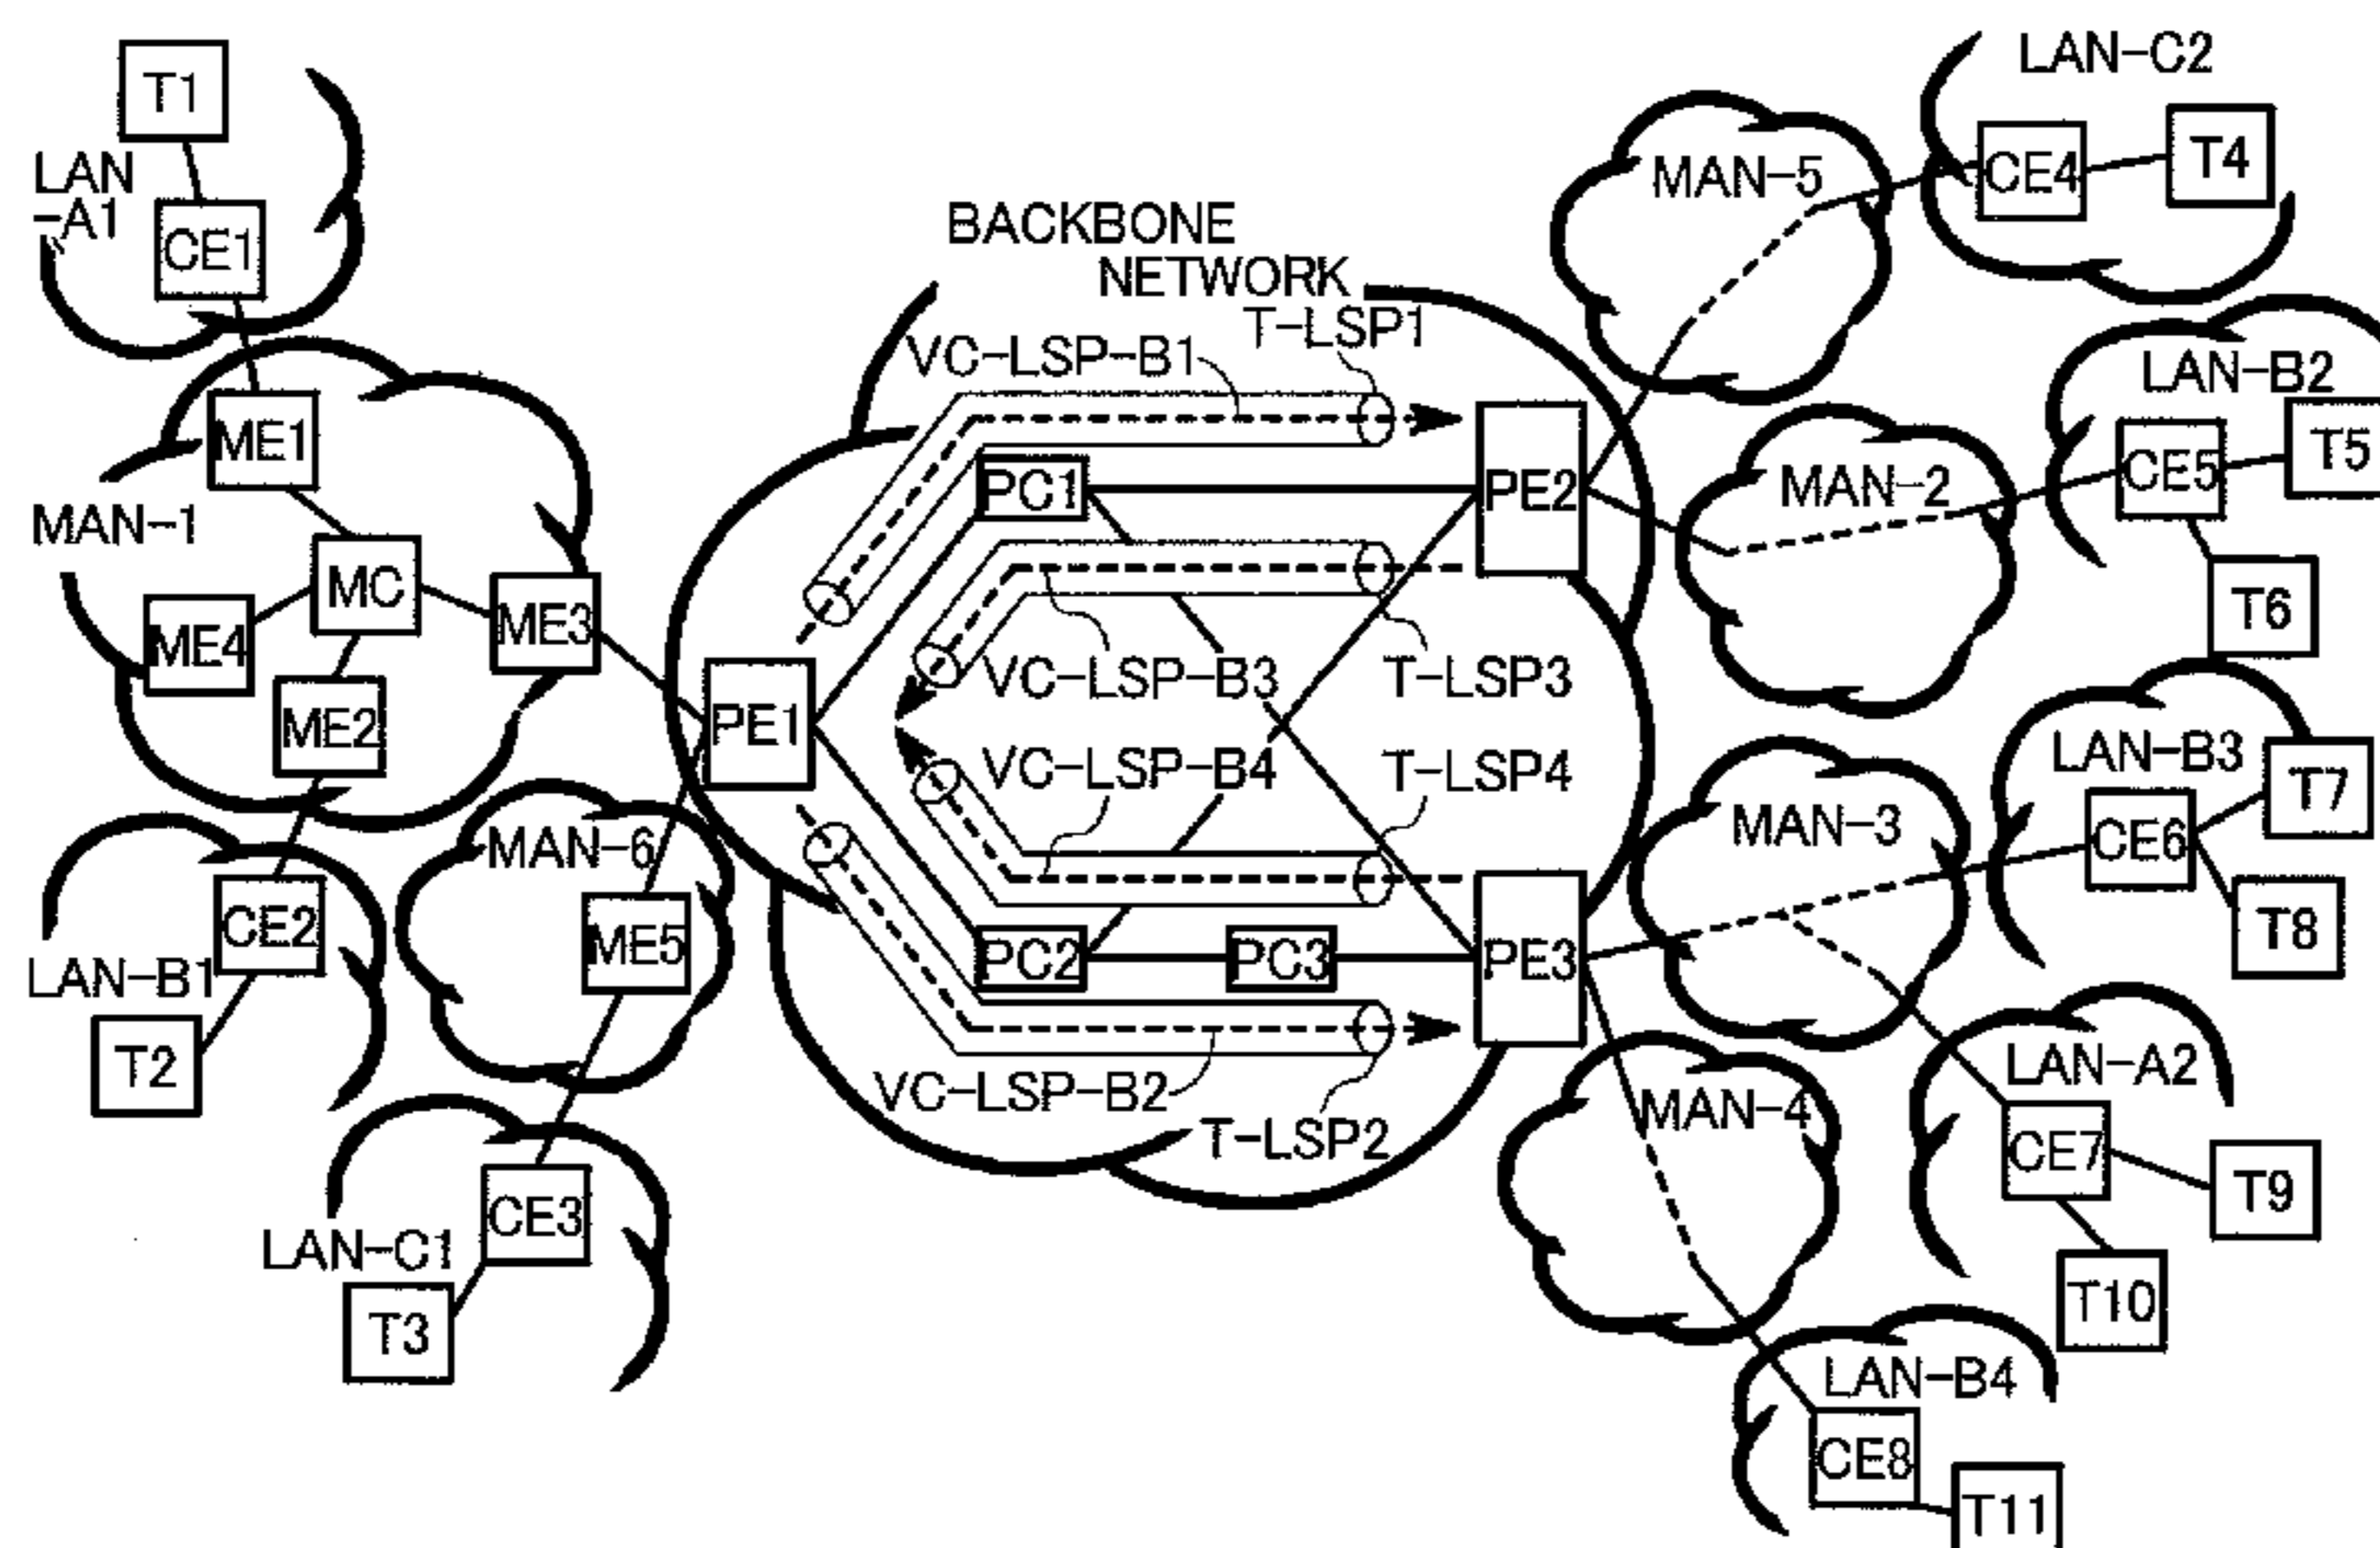 T1
LAN
-A1
CE1
ME1
MAN-1
MC
ME4
ME3
ME2
CE2
LAN-B1
T2
MAN-6
ME5
CE3
LAN-C1
T3
BACKBONE
NETWORK
T-LSP1
VC-LSP-B1
PC1
PE2
VC-LSP-B3
T-LSP3
PE1
VC-LSP-B4
T-LSP4
PC2
PC3
PE3
VC-LSP-B2
T-LSP2
LAN-C2
MAN-5
CE4
T4
LAN-B2
MAN-2
CE5
T5
T6
LAN-B3
MAN-3
CE6
T7
T8
LAN-A2
MAN-4
CE7
T9
T10
LAN-B4
CE8
T11